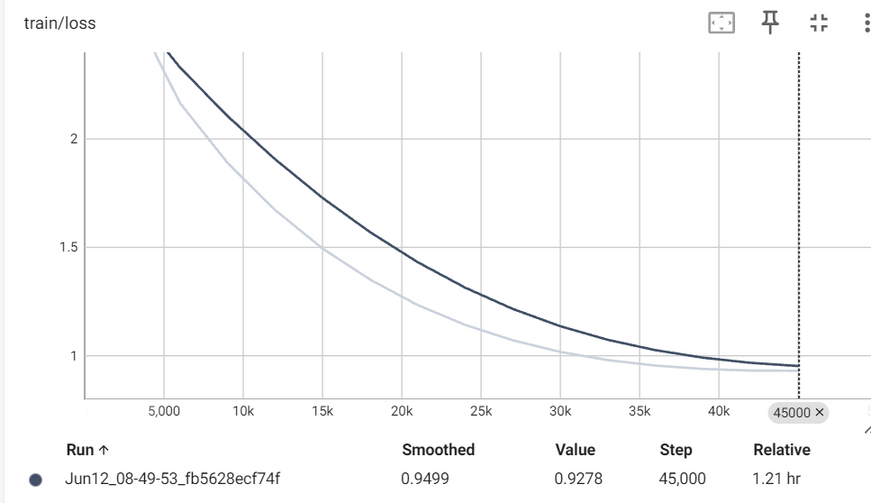 train/loss
2
1.5
1
5,000 10k 15k 20k 25k 30k 35k 40k 45000 ✕
Run ↑ Smoothed Value Step Relative
Jun12_08-49-53_fb5628ecf74f 0.9499 0.9278 45,000 1.21 hr